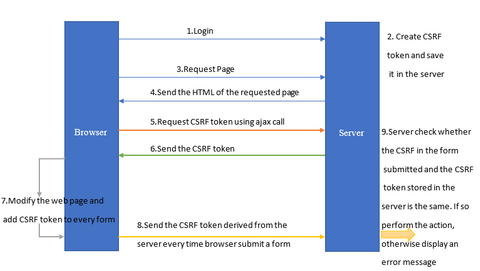 1.Login
2. Create CSRF
token and save
it in the server
3.Request Page
4.Send the HTML of the requested page
5.Request CSRF token using ajax call
Browser
Server
6.Send the CSRF token
7.Modify the web page and
add CSRF token to every form
8.Send the CSRF token derived from the
server every time browser submit a form
9.Server check whether
the CSRF in the form
submitted and the CSRF
token stored in the
server is the same. If so
perform the action,
otherwise display an
error message